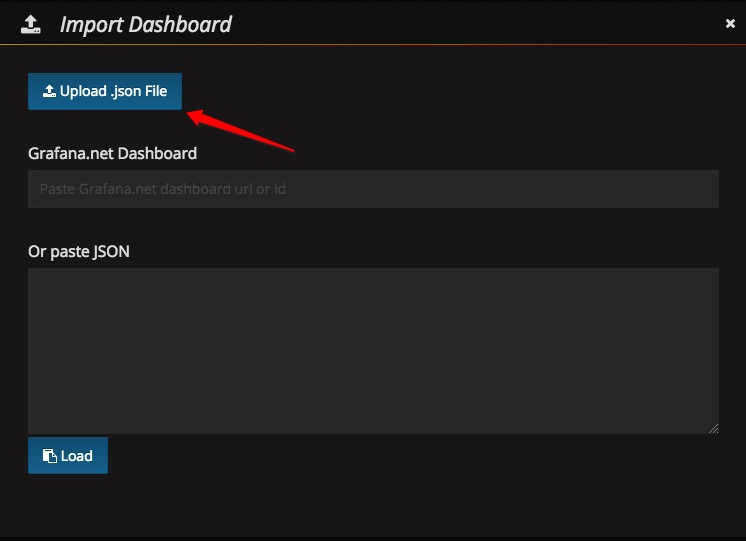 Import Dashboard
Upload .json File
Grafana.net Dashboard
Paste Grafana.net dashboard url or id
Or paste JSON
Load